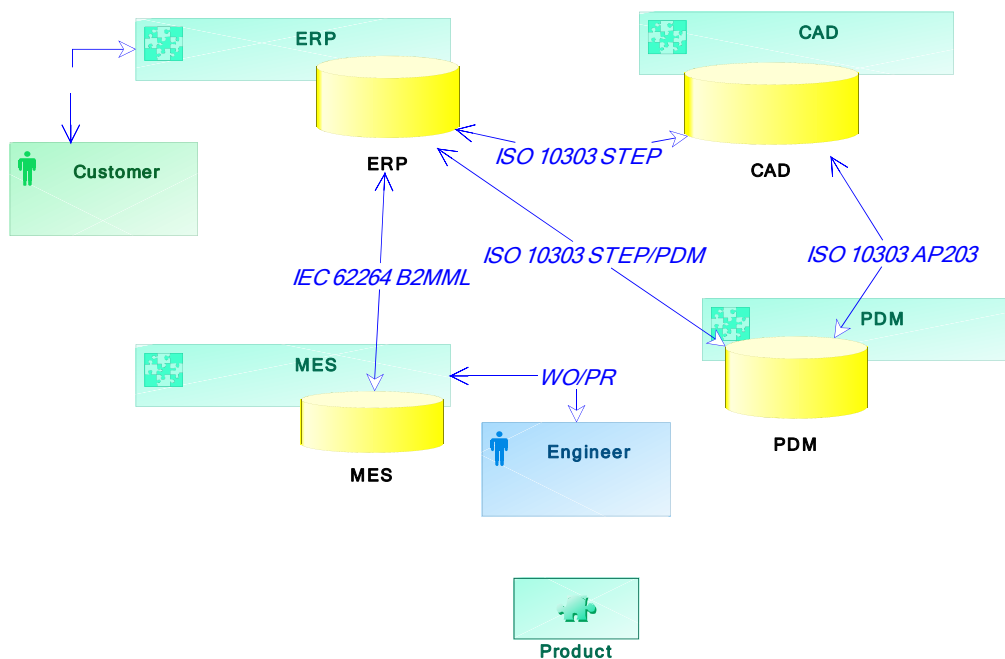 ERP
CAD
Customer
ERP
ISO 10303 STEP
CAD
ISO 10303 STEP/PDM
ISO 10303 AP203
IEC 62264 B2MML
PDM
MES
WO/PR
PDM
Engineer
MES
Product